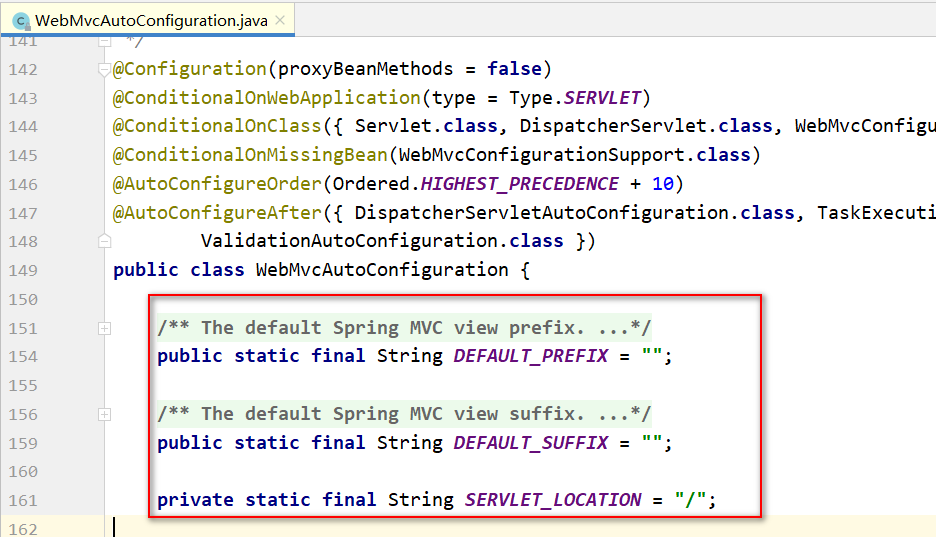 WebMvcAutoConfiguration.java
141 */
142 @Configuration(proxyBeanMethods = false)
143 @ConditionalOnWebApplication(type = Type.SERVLET)
144 @ConditionalOnClass({ Servlet.class, DispatcherServlet.class, WebMvcConfigu
145 @ConditionalOnMissingBean(WebMvcConfigurationSupport.class)
146 @AutoConfigureOrder(Ordered.HIGHEST_PRECEDENCE + 10)
147 @AutoConfigureAfter({ DispatcherServletAutoConfiguration.class, TaskExecuti
148 ValidationAutoConfiguration.class })
149 public class WebMvcAutoConfiguration {
150
151 /** The default Spring MVC view prefix. ...*/
154 public static final String DEFAULT_PREFIX = "";
155
156 /** The default Spring MVC view suffix. ...*/
159 public static final String DEFAULT_SUFFIX = "";
160
161 private static final String SERVLET_LOCATION = "/";
162